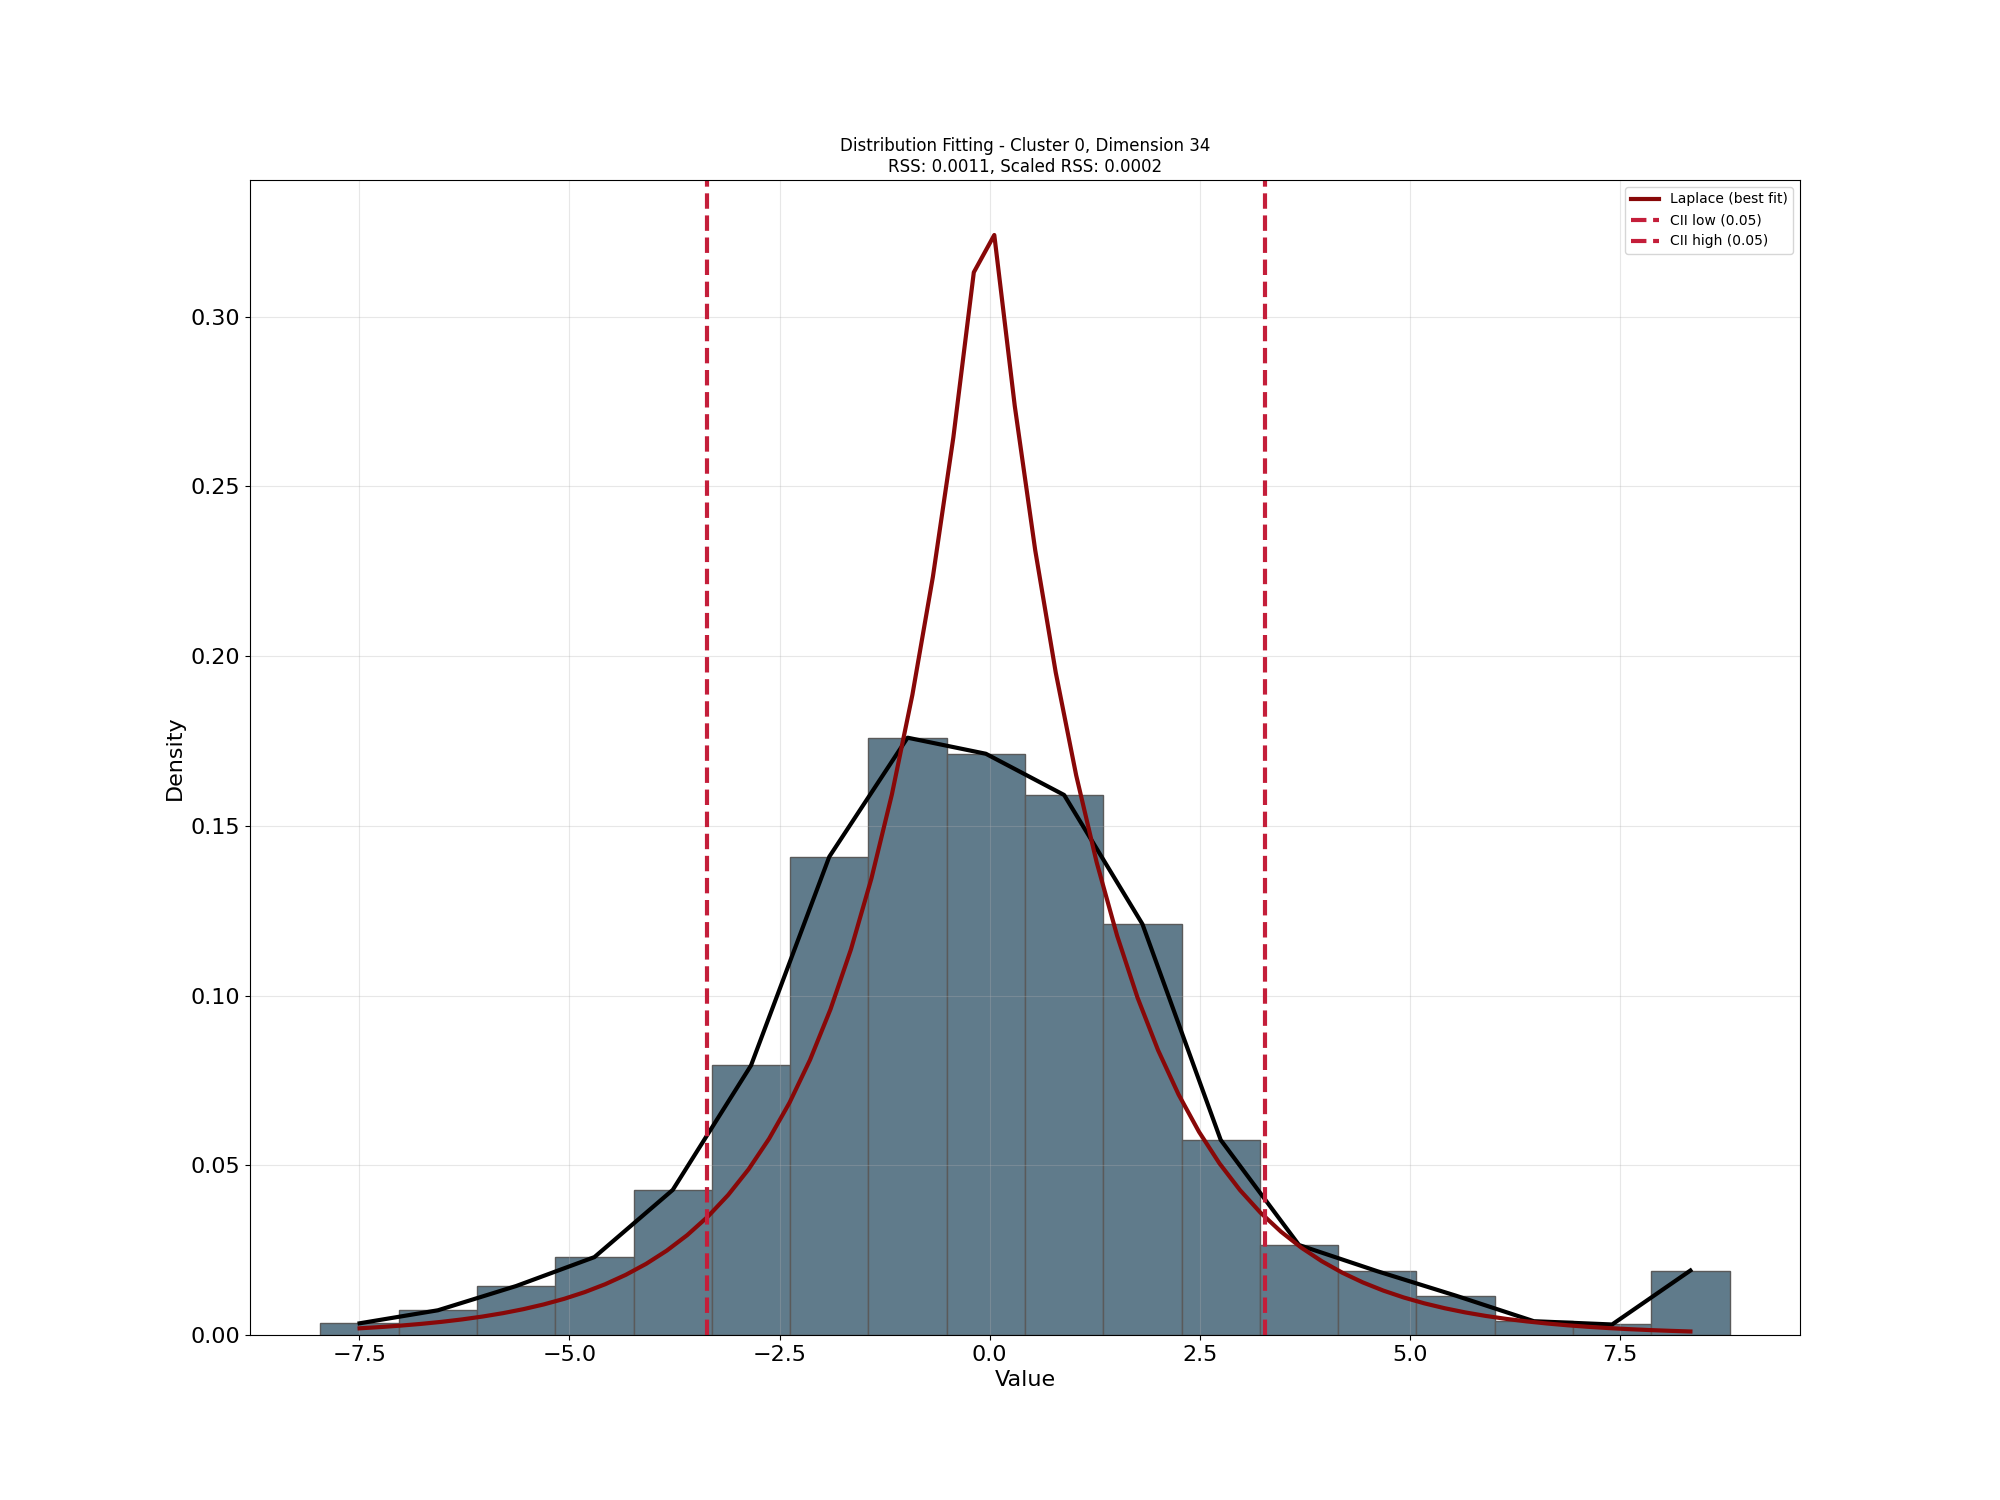 Distribution Fitting - Cluster 0, Dimension 34
RSS: 0.0011, Scaled RSS: 0.0002
Laplace (best fit)
CII low (0.05)
CII high (0.05)
0.30
0.25
0.20
0.15
0.10
0.05
0.00
Density
−7.5 −5.0 −2.5 0.0 2.5 5.0 7.5
Value